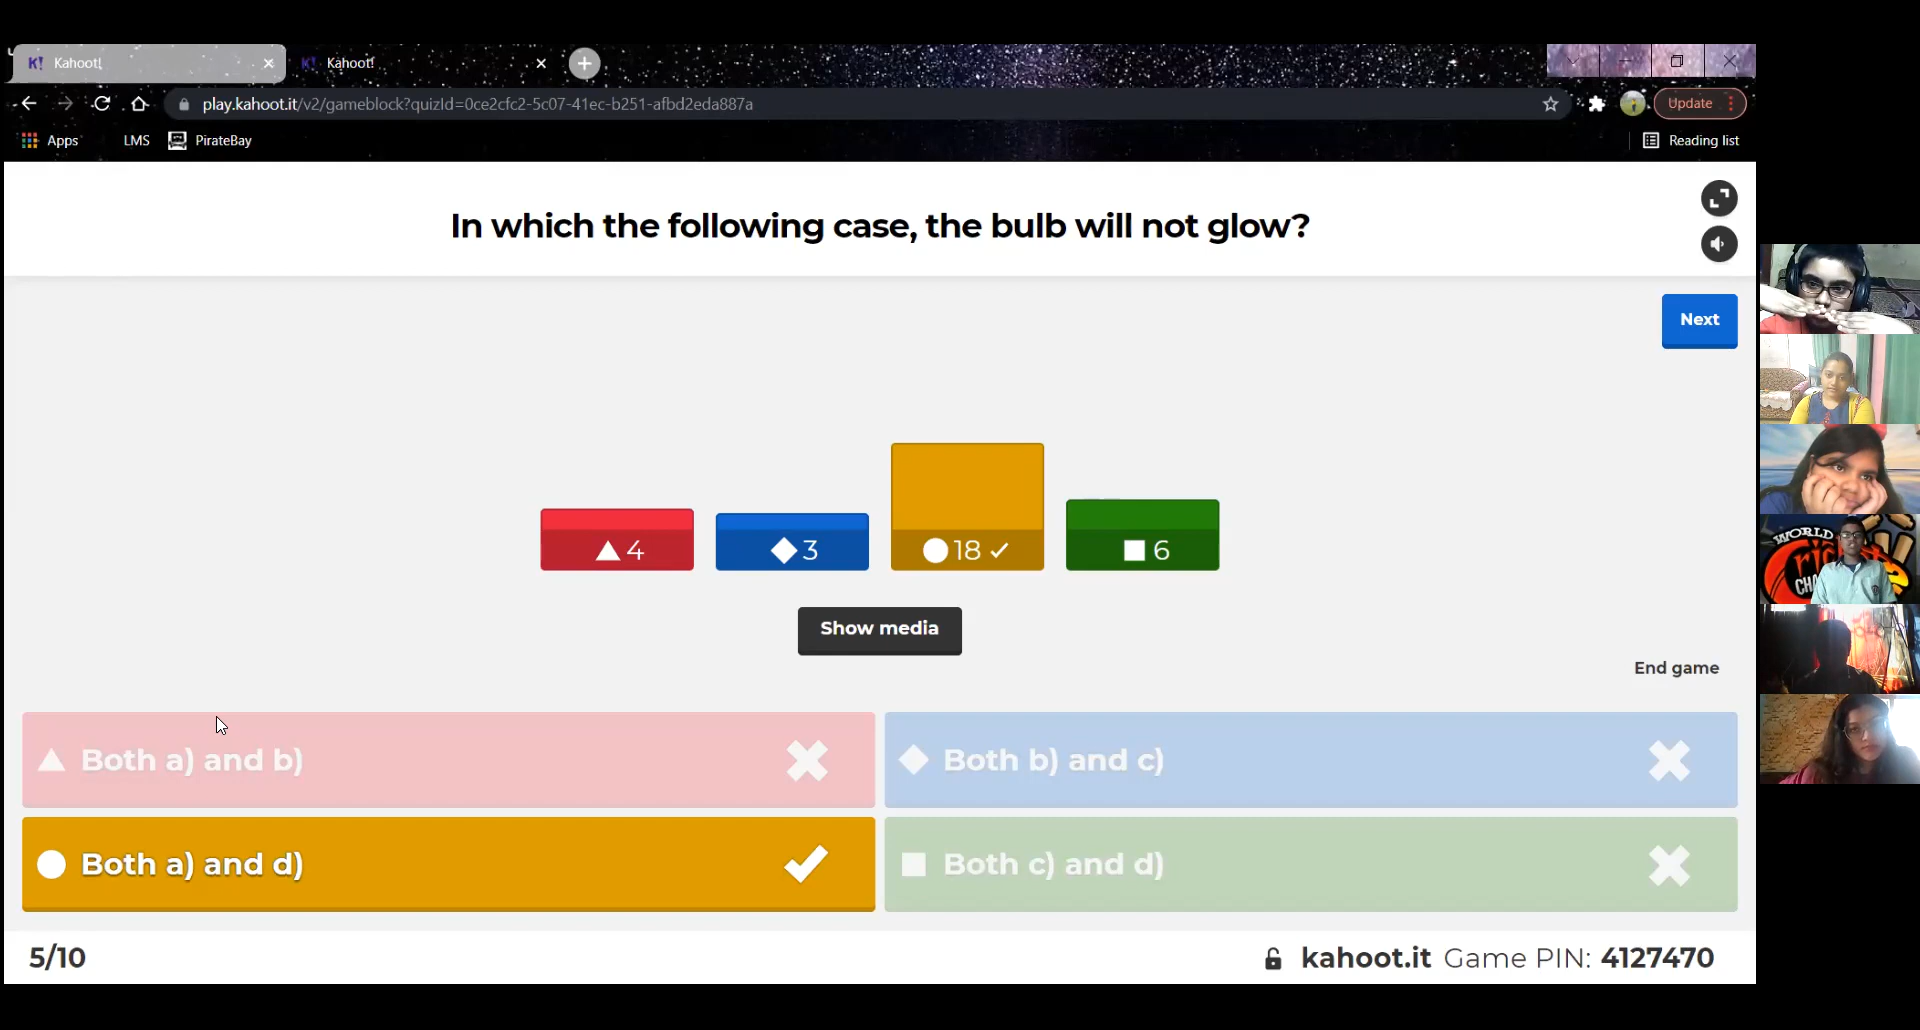 K! Kahoot!
K! Kahoot!
play.kahoot.it/v2/gameblock?quizId=0ce2cfc2-5c07-41ec-b251-afbd2eda887a
Update
Apps
LMS
PirateBay
Reading list
In which the following case, the bulb will not glow?
Next
4
3
18
6
Show media
End game
Both a) and b)
Both b) and c)
Both a) and d)
Both c) and d)
5/10
kahoot.it Game PIN: 4127470
WORLD